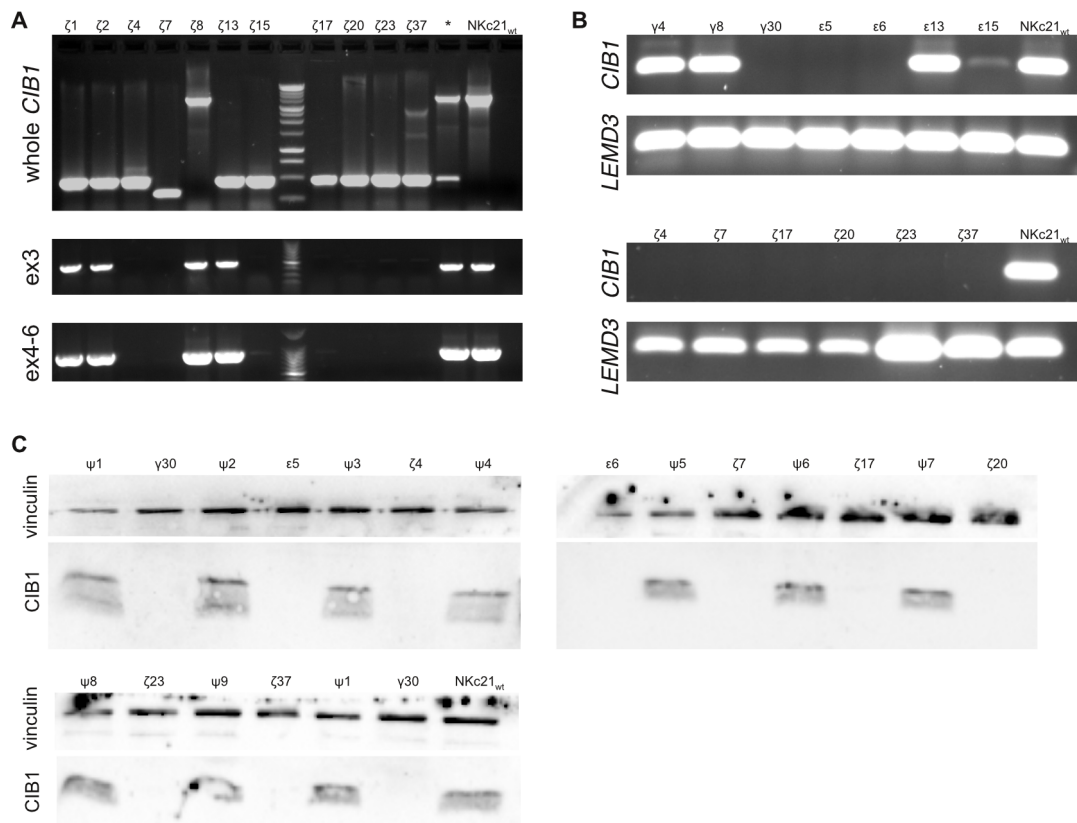 A
ζ1 ζ2 ζ4 ζ7 ζ8 ζ13 ζ15 ζ17 ζ20 ζ23 ζ37 * NKc21wt
whole CIB1
ex3
ex4-6
B
γ4 γ8 γ30 ε5 ε6 ε13 ε15 NKc21wt
CIB1
LEMD3
ζ4 ζ7 ζ17 ζ20 ζ23 ζ37 NKc21wt
CIB1
LEMD3
C
ψ1 γ30 ψ2 ε5 ψ3 ζ4 ψ4
vinculin
CIB1
ε6 ψ5 ζ7 ψ6 ζ17 ψ7 ζ20
ψ8 ζ23 ψ9 ζ37 ψ1 γ30 NKc21wt
vinculin
CIB1